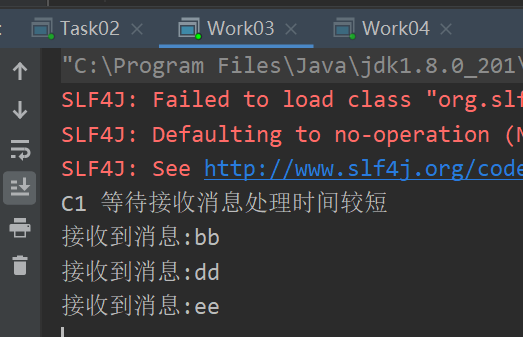 Task02 Work03 Work04
"C:\Program Files\Java\jdk1.8.0_201\
SLF4J: Failed to load class "org.slf
SLF4J: Defaulting to no-operation (
SLF4J: See http://www.slf4j.org/code
C1 等待接收消息处理时间较短
接收到消息:bb
接收到消息:dd
接收到消息:ee